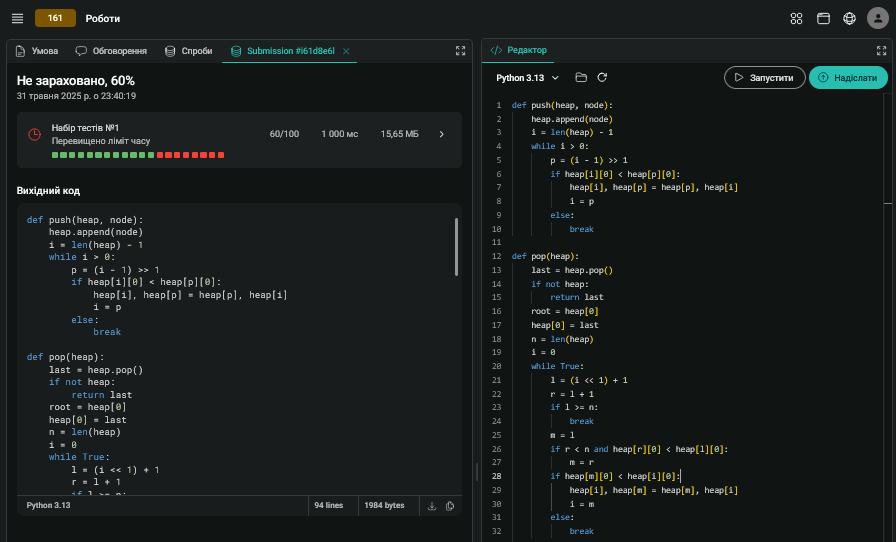 161
Роботи
Умова
Обговорення
Спроби
Submission #i61d8e6l
Не зараховано, 60%
31 травня 2025 р. о 23:40:19
Набір тестів №1
Перевищено ліміт часу
60/100
1 000 мс
15,65 МБ
Вихідний код
def push(heap, node):
    heap.append(node)
    i = len(heap) - 1
    while i > 0:
        p = (i - 1) >> 1
        if heap[i][0] < heap[p][0]:
            heap[i], heap[p] = heap[p], heap[i]
            i = p
        else:
            break
def pop(heap):
    last = heap.pop()
    if not heap:
        return last
    root = heap[0]
    heap[0] = last
    n = len(heap)
    i = 0
    while True:
        l = (i << 1) + 1
        r = l + 1
        if l >= n:
Python 3.13
94 lines
1984 bytes
Редактор
Python 3.13
Запустити
Надіслати
1 def push(heap, node):
2     heap.append(node)
3     i = len(heap) - 1
4     while i > 0:
5         p = (i - 1) >> 1
6         if heap[i][0] < heap[p][0]:
7             heap[i], heap[p] = heap[p], heap[i]
8             i = p
9         else:
10             break
11
12 def pop(heap):
13     last = heap.pop()
14     if not heap:
15         return last
16     root = heap[0]
17     heap[0] = last
18     n = len(heap)
19     i = 0
20     while True:
21         l = (i << 1) + 1
22         r = l + 1
23         if l >= n:
24             break
25         m = l
26         if r < n and heap[r][0] < heap[l][0]:
27             m = r
28         if heap[m][0] < heap[i][0]:
29             heap[i], heap[m] = heap[m], heap[i]
30             i = m
31         else:
32             break